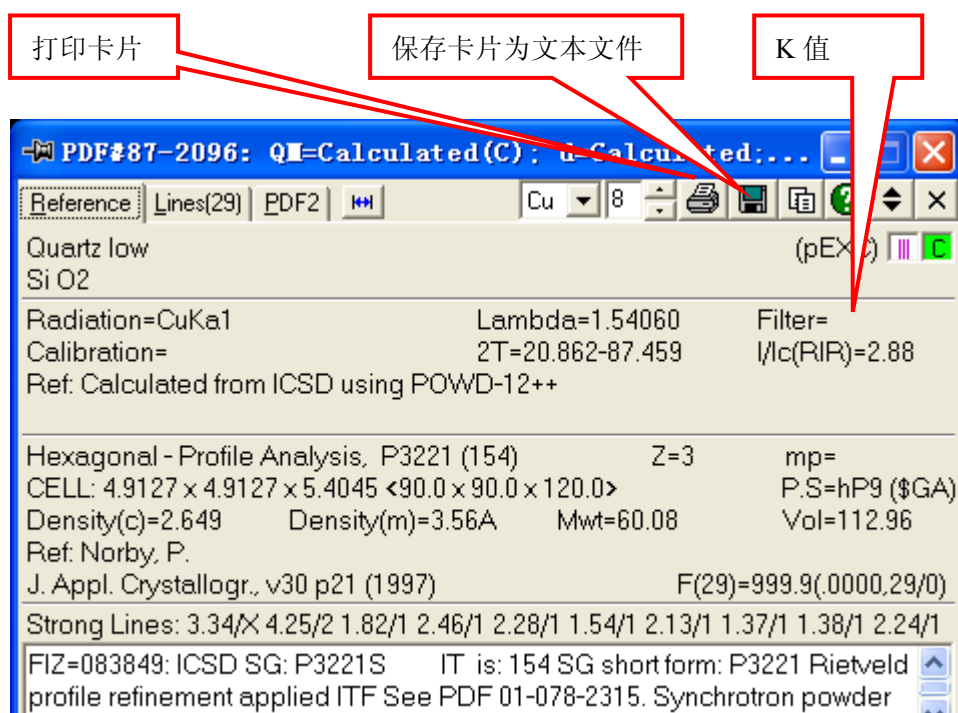 打印卡片 保存卡片为文本文件 K 值
PDF#87-2096: QM=Calculated(C); d=Calculated;...
Reference Lines(29) PDF2 Cu 8
Quartz low (pEXC) C
Si O2
Radiation=CuKa1 Lambda=1.54060 Filter=
Calibration= 2T=20.862-87.459 I/Ic(RIR)=2.88
Ref: Calculated from ICSD using POWD-12++
Hexagonal - Profile Analysis, P3221 (154) Z=3 mp=
CELL: 4.9127 x 4.9127 x 5.4045 <90.0 x 90.0 x 120.0> P.S=hP9 ($GA)
Density(c)=2.649 Density(m)=3.56A Mwt=60.08 Vol=112.96
Ref: Norby, P.
J. Appl. Crystallogr., v30 p21 (1997) F(29)=999.9(.0000,29/0)
Strong Lines: 3.34/X 4.25/2 1.82/1 2.46/1 2.28/1 1.54/1 2.13/1 1.37/1 1.38/1 2.24/1
FIZ=083849: ICSD SG: P3221S IT is: 154 SG short form: P3221 Rietveld
profile refinement applied ITF See PDF 01-078-2315. Synchrotron powder